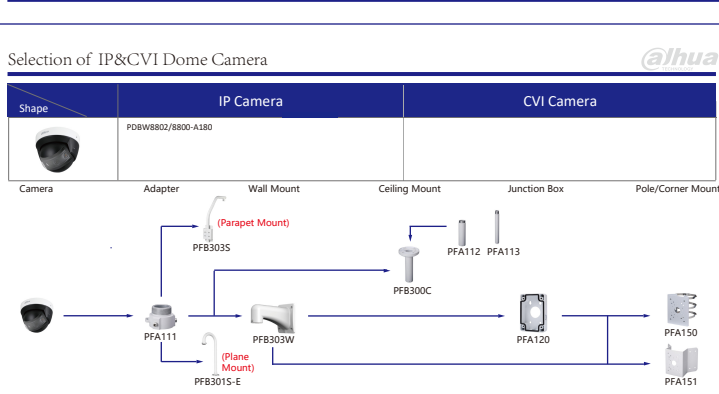 Selection of IP&CVI Dome Camera
alhua
TECHNOLOGY
Shape
IP Camera
CVI Camera
PDBW8802/8800-A180
Camera
Adapter
Wall Mount
Ceiling Mount
Junction Box
Pole/Corner Mount
(Parapet Mount)
PFB303S
PFA112
PFA113
PFB300C
PFA111
PFB303W
PFA120
PFA150
(Plane
Mount)
PFB301S-E
PFA151